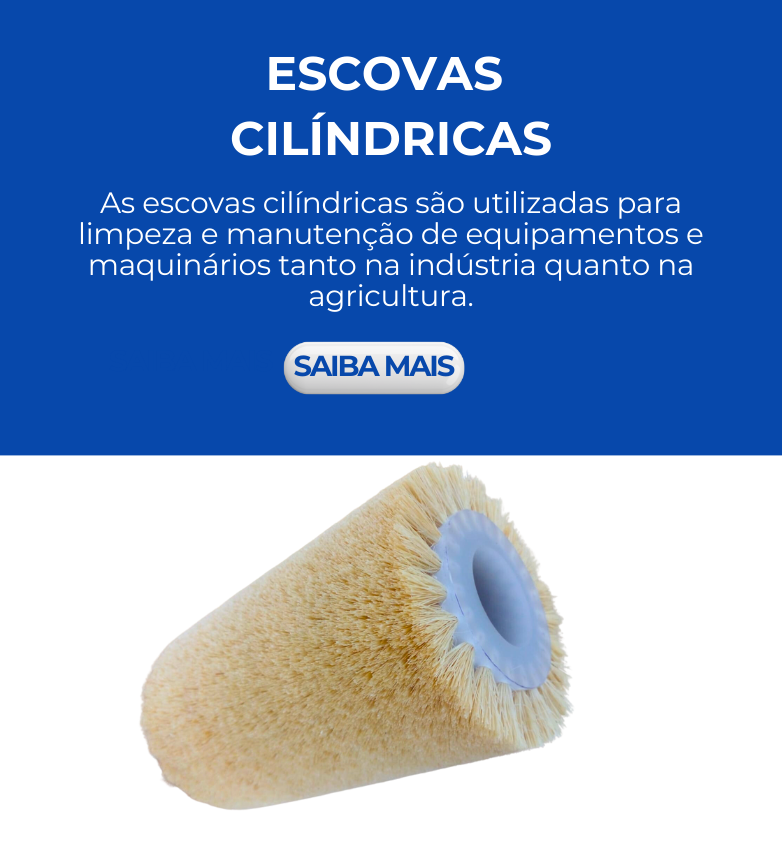 ESCOVAS
CILÍNDRICAS
As escovas cilíndricas são utilizadas para
limpeza e manutenção de equipamentos e
maquinários tanto na indústria quanto na
agricultura.
SAIBA MAIS